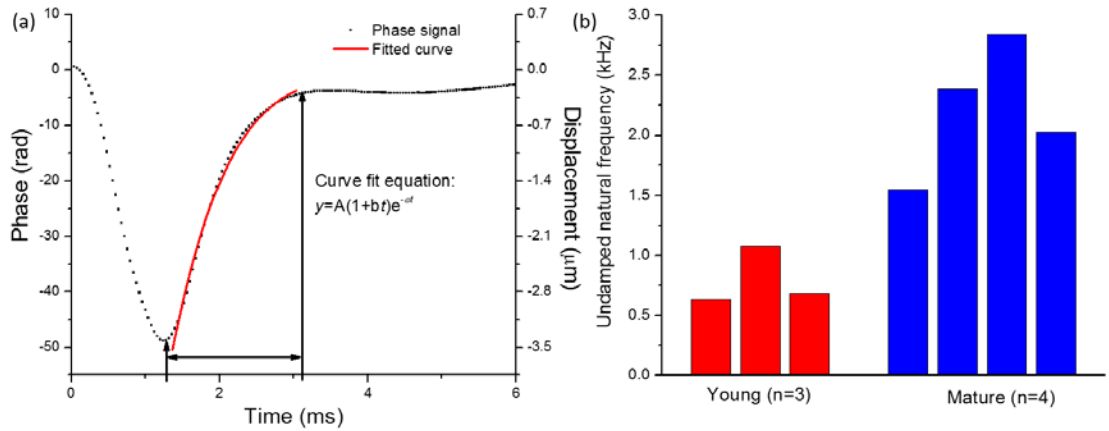 (a)
Phase signal
Fitted curve
Curve fit equation:
y=A(1+bt)e^-at
Phase (rad)
10
0
-10
-20
-30
-40
-50
Displacement (μm)
0.7
0.0
-0.7
-1.4
-2.1
-2.8
-3.5
0
2
4
6
Time (ms)
(b)
Undamped natural frequency (kHz)
3.0
2.5
2.0
1.5
1.0
0.5
0.0
Young (n=3)
Mature (n=4)